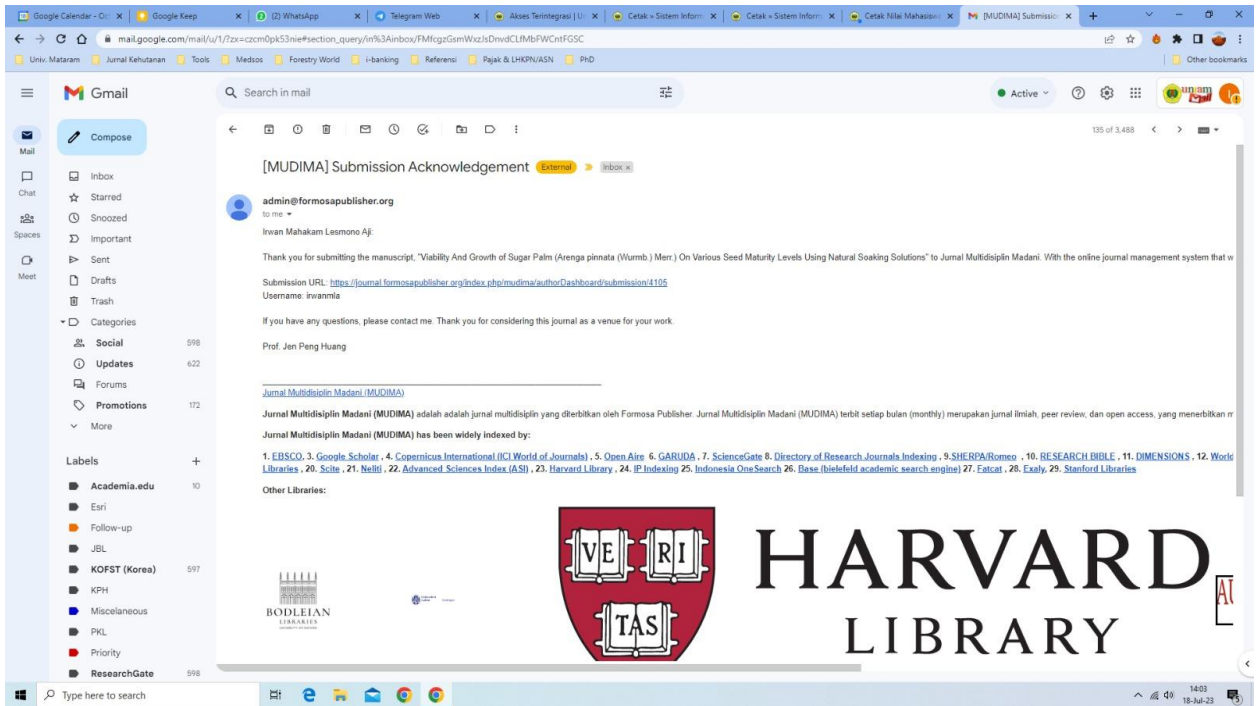 Google Calendar - Oct
Google Keep
(2) WhatsApp
Telegram Web
Akses Terintegrasi | U
Cetak » Sistem Inform
Cetak » Sistem Inform
Cetak Nilai Mahasiswa
[MUDIMA] Submission
mail.google.com/mail/u/1/?zx=czcm0pk53nie#section_query/in%3Ainbox/FMfcgzGsmWxzJsDnvdCLfMbFWCntFGSC
Univ. Mataram
Jurnal Kehutanan
Tools
Medsos
Forestry World
i-banking
Referensi
Pajak & LHKPN/ASN
PhD
Other bookmarks
Gmail
Search in mail
Active
Mail
Chat
Spaces
Meet
Compose
135 of 3,488
Inbox
Starred
Snoozed
Important
Sent
Drafts
Trash
Categories
Social 598
Updates 622
Forums
Promotions 172
More
Labels
Academia.edu 10
Esri
Follow-up
JBL
KOFST (Korea) 597
KPH
Miscelaneous
PKL
Priority
ResearchGate 598
[MUDIMA] Submission Acknowledgement External Inbox x
admin@formosapublisher.org
to me
Irwan Mahakam Lesmono Aji:
Thank you for submitting the manuscript, "Viability And Growth of Sugar Palm (Arenga pinnata (Wurmb.) Merr.) On Various Seed Maturity Levels Using Natural Soaking Solutions" to Jurnal Multidisiplin Madani. With the online journal management system that w
Submission URL: https://journal.formosapublisher.org/index.php/mudima/authorDashboard/submission/4105
Username: irwanmla
If you have any questions, please contact me. Thank you for considering this journal as a venue for your work.
Prof. Jen Peng Huang
Jurnal Multidisiplin Madani (MUDIMA)
Jurnal Multidisiplin Madani (MUDIMA) adalah adalah jurnal multidisiplin yang diterbitkan oleh Formosa Publisher. Jurnal Multidisiplin Madani (MUDIMA) terbit setiap bulan (monthly) merupakan jurnal ilmiah, peer review, dan open access, yang menerbitkan m
Jurnal Multidisiplin Madani (MUDIMA) has been widely indexed by:
1. EBSCO, 3. Google Scholar , 4. Copernicus International (ICI World of Journals) , 5. Open Aire 6. GARUDA , 7. ScienceGate 8. Directory of Research Journals Indexing , 9.SHERPA/Romeo , 10. RESEARCH BIBLE , 11. DIMENSIONS , 12. World
Libraries , 20. Scite , 21. Neliti , 22. Advanced Sciences Index (ASI) , 23. Harvard Library , 24. IP Indexing 25. Indonesia OneSearch 26. Base (bielefeld academic search engine) 27. Fatcat , 28. Exaly, 29. Stanford Libraries
Other Libraries:
BODLEIAN
LIBRARIES
VE RI
TAS
HARVARD
LIBRARY
Type here to search
14:03
18-Jul-23